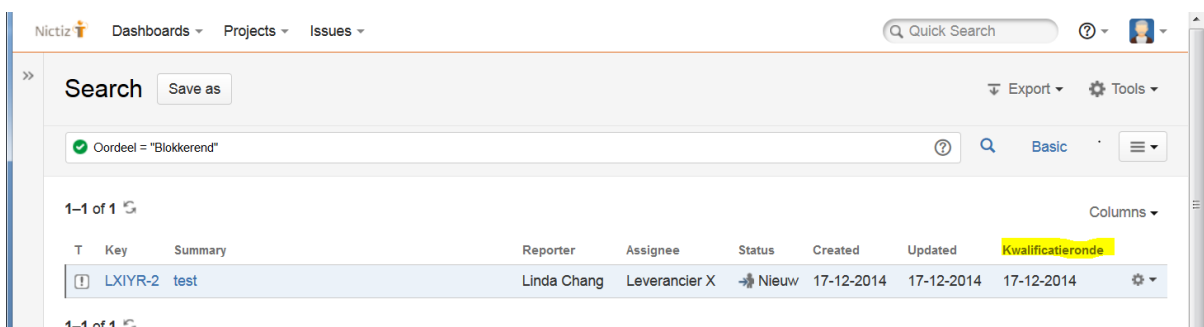 Nictiz Dashboards Projects Issues Quick Search
Search Save as Export Tools
Oordeel = "Blokkerend" Basic
1–1 of 1 Columns
T Key Summary Reporter Assignee Status Created Updated Kwalificatieronde
LXIYR-2 test Linda Chang Leverancier X Nieuw 17-12-2014 17-12-2014 17-12-2014
1–1 of 1